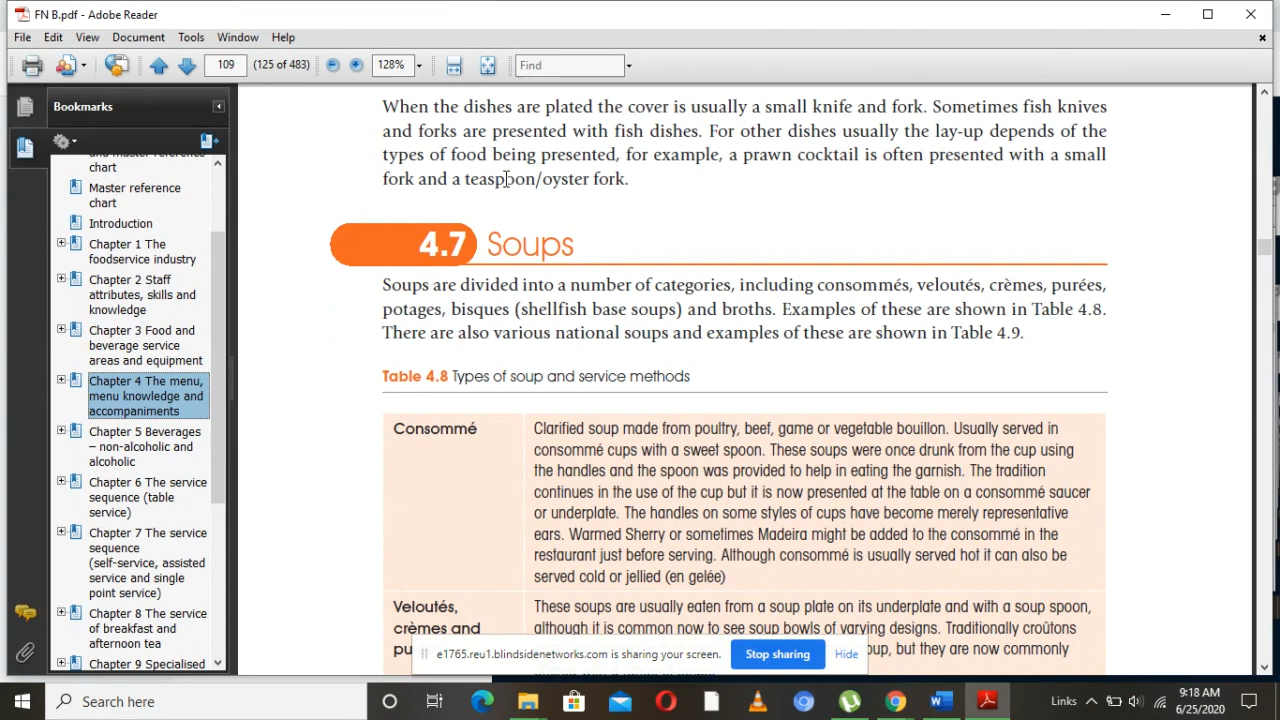 FN B.pdf - Adobe Reader
File Edit View Document Tools Window Help
109 (125 of 483) 128% Find
Bookmarks
and master reference
chart
Master reference
chart
Introduction
Chapter 1 The
foodservice industry
Chapter 2 Staff
attributes, skills and
knowledge
Chapter 3 Food and
beverage service
areas and equipment
Chapter 4 The menu,
menu knowledge and
accompaniments
Chapter 5 Beverages
– non-alcoholic and
alcoholic
Chapter 6 The service
sequence (table
service)
Chapter 7 The service
sequence
(self-service, assisted
service and single
point service)
Chapter 8 The service
of breakfast and
afternoon tea
Chapter 9 Specialised
When the dishes are plated the cover is usually a small knife and fork. Sometimes fish knives
and forks are presented with fish dishes. For other dishes usually the lay-up depends of the
types of food being presented, for example, a prawn cocktail is often presented with a small
fork and a teaspoon/oyster fork.
4.7 Soups
Soups are divided into a number of categories, including consommés, veloutés, crèmes, purées,
potages, bisques (shellfish base soups) and broths. Examples of these are shown in Table 4.8.
There are also various national soups and examples of these are shown in Table 4.9.
Table 4.8 Types of soup and service methods
Consommé
Clarified soup made from poultry, beef, game or vegetable bouillon. Usually served in
consommé cups with a sweet spoon. These soups were once drunk from the cup using
the handles and the spoon was provided to help in eating the garnish. The tradition
continues in the use of the cup but it is now presented at the table on a consommé saucer
or underplate. The handles on some styles of cups have become merely representative
ears. Warmed Sherry or sometimes Madeira might be added to the consommé in the
restaurant just before serving. Although consommé is usually served hot it can also be
served cold or jellied (en gelée)
Veloutés,
crèmes and
These soups are usually eaten from a soup plate on its underplate and with a soup spoon,
although it is common now to see soup bowls of varying designs. Traditionally croûtons
but they are now commonly
e1765.reu1.blindsidenetworks.com is sharing your screen. Stop sharing Hide
Search here
Links
9:18 AM
6/25/2020